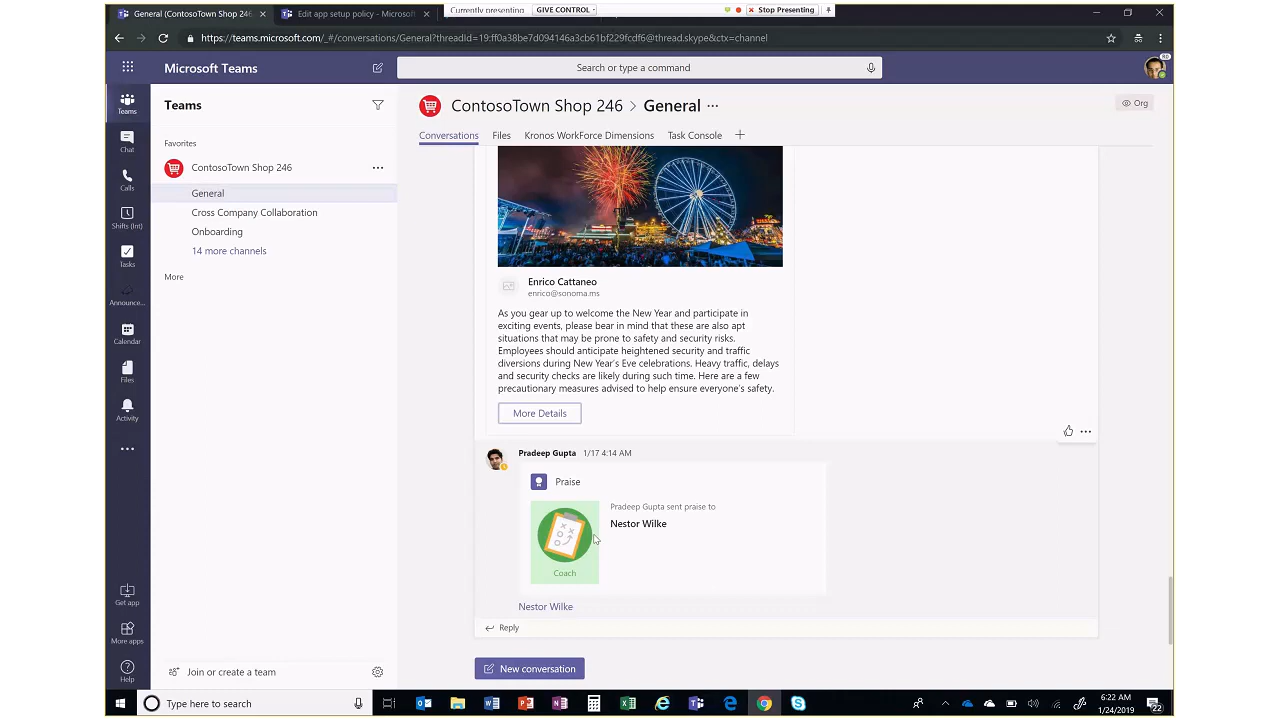 General (ContosoTown Shop 246
Edit app setup policy - Microsoft
Currently presenting
GIVE CONTROL
Stop Presenting
https://teams.microsoft.com/_#/conversations/General?threadId=19:ff0a38be7d094146a3cb61bf229fcdf6@thread.skype&ctx=channel
Microsoft Teams
Search or type a command
RG
Teams
Teams
Chat
Calls
Shifts (Int)
Tasks
Announce...
Calendar
Files
Activity
Get app
More apps
Help
Favorites
ContosoTown Shop 246
General
Cross Company Collaboration
Onboarding
14 more channels
More
Join or create a team
ContosoTown Shop 246 > General
Org
Conversations
Files
Kronos WorkForce Dimensions
Task Console
Enrico Cattaneo
enrico@sonoma.ms
As you gear up to welcome the New Year and participate in
exciting events, please bear in mind that these are also apt
situations that may be prone to safety and security risks.
Employees should anticipate heightened security and traffic
diversions during New Year's Eve celebrations. Heavy traffic, delays
and security checks are likely during such time. Here are a few
precautionary measures advised to help ensure everyone's safety.
More Details
Pradeep Gupta 1/17 4:14 AM
Praise
Pradeep Gupta sent praise to
Nestor Wilke
Coach
Nestor Wilke
Reply
New conversation
Type here to search
6:22 AM
1/24/2019
22